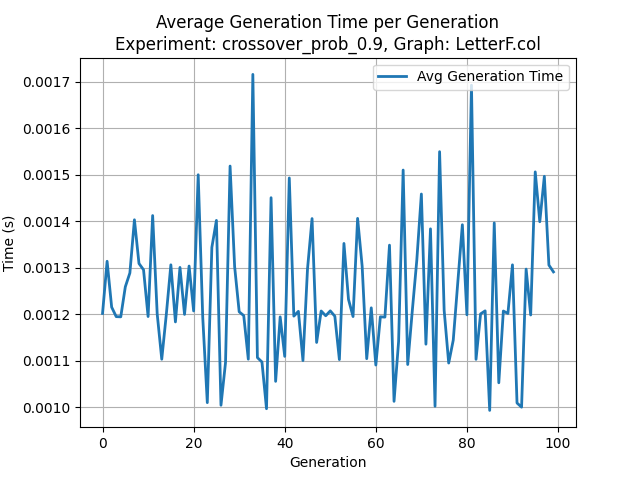 Average Generation Time per Generation
Experiment: crossover_prob_0.9, Graph: LetterF.col
Avg Generation Time
0.0017
0.0016
0.0015
0.0014
0.0013
0.0012
0.0011
0.0010
Time (s)
0 20 40 60 80 100
Generation